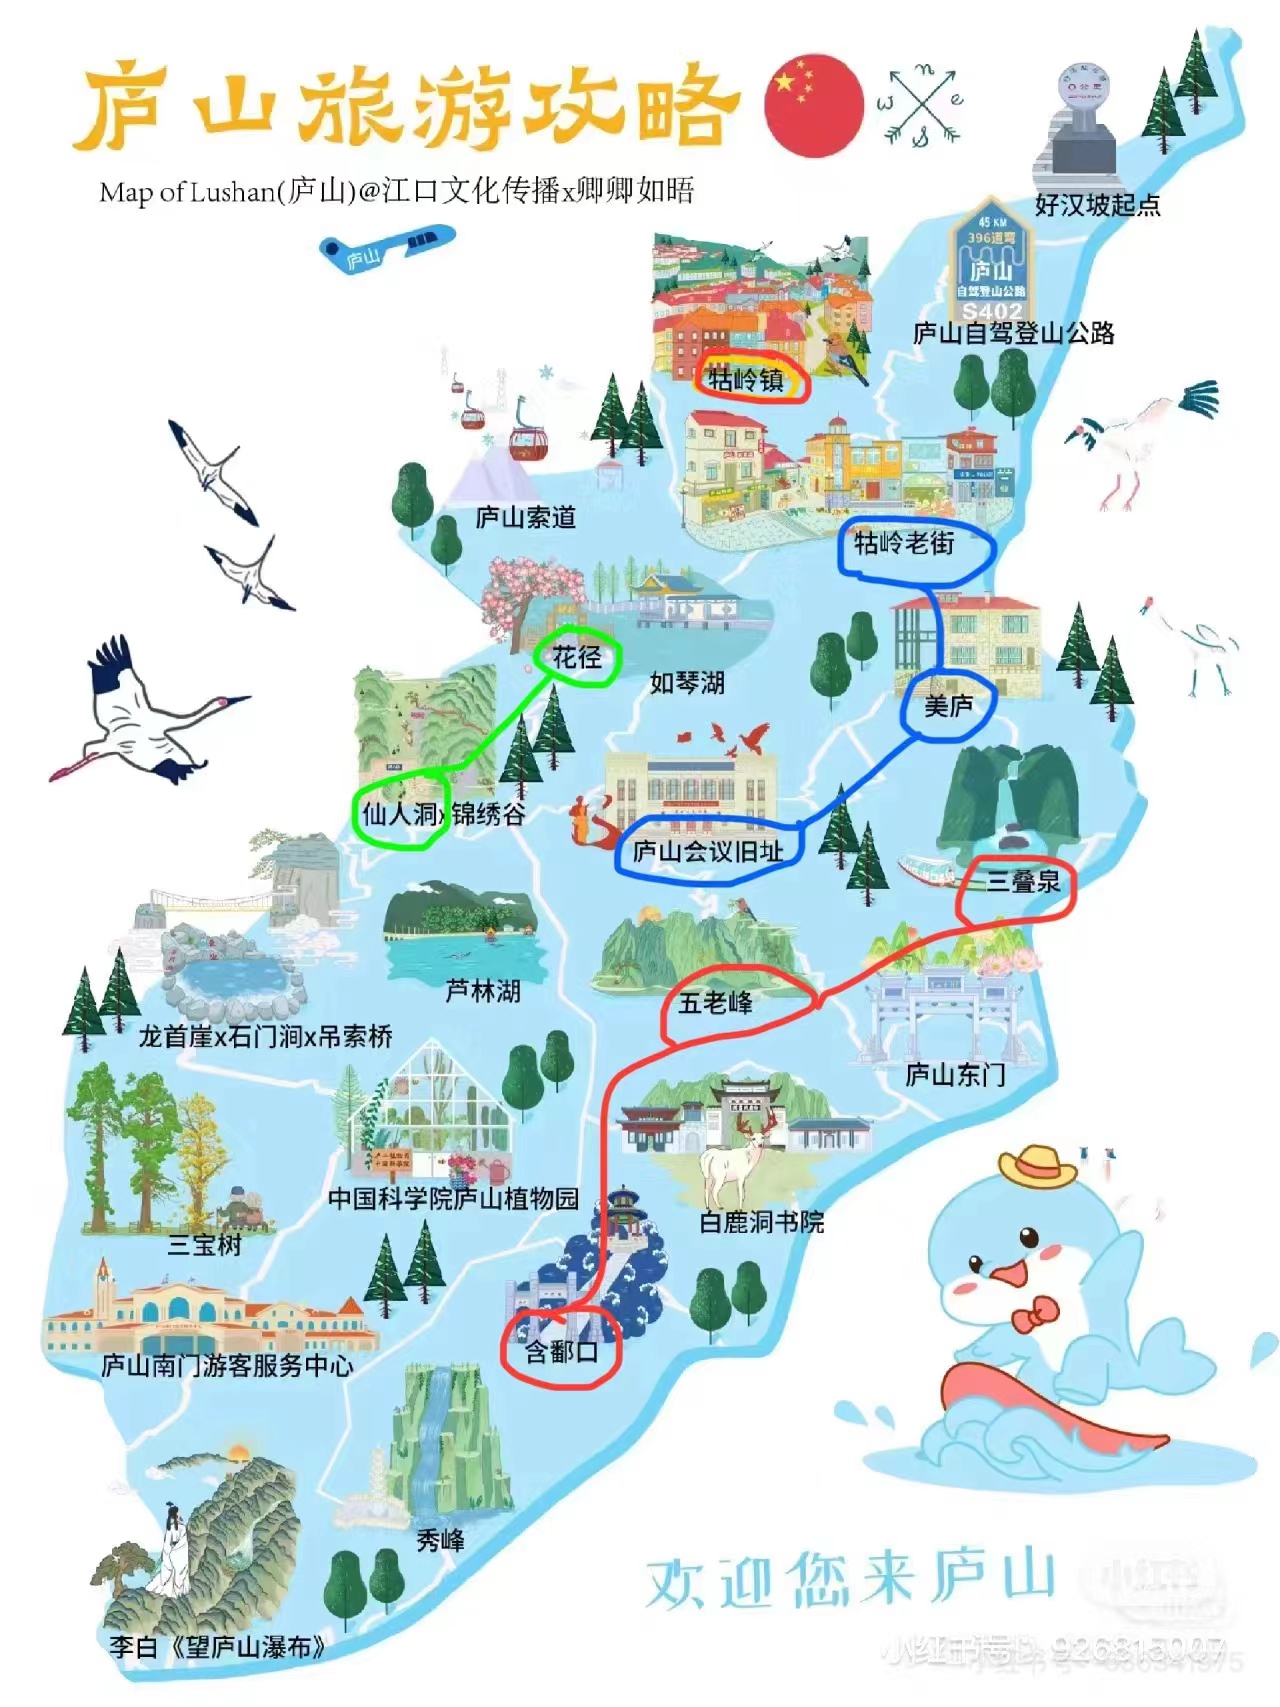 庐山旅游攻略
n
w e
s
Map of Lushan(庐山)@江口文化传播x卿卿如晤
庐山
好汉坡起点
45 KM
396道弯
庐山
自驾登山公路
S402
庐山自驾登山公路
牯岭镇
庐山索道
牯岭老街
花径
如琴湖
美庐
仙人洞x锦绣谷
庐山会议旧址
三叠泉
芦林湖
五老峰
龙首崖x石门涧x吊索桥
庐山东门
中国科学院庐山植物园
白鹿洞书院
三宝树
含鄱口
庐山南门游客服务中心
秀峰
李白《望庐山瀑布》
欢迎您来庐山
小红书
小红书号: 926815007